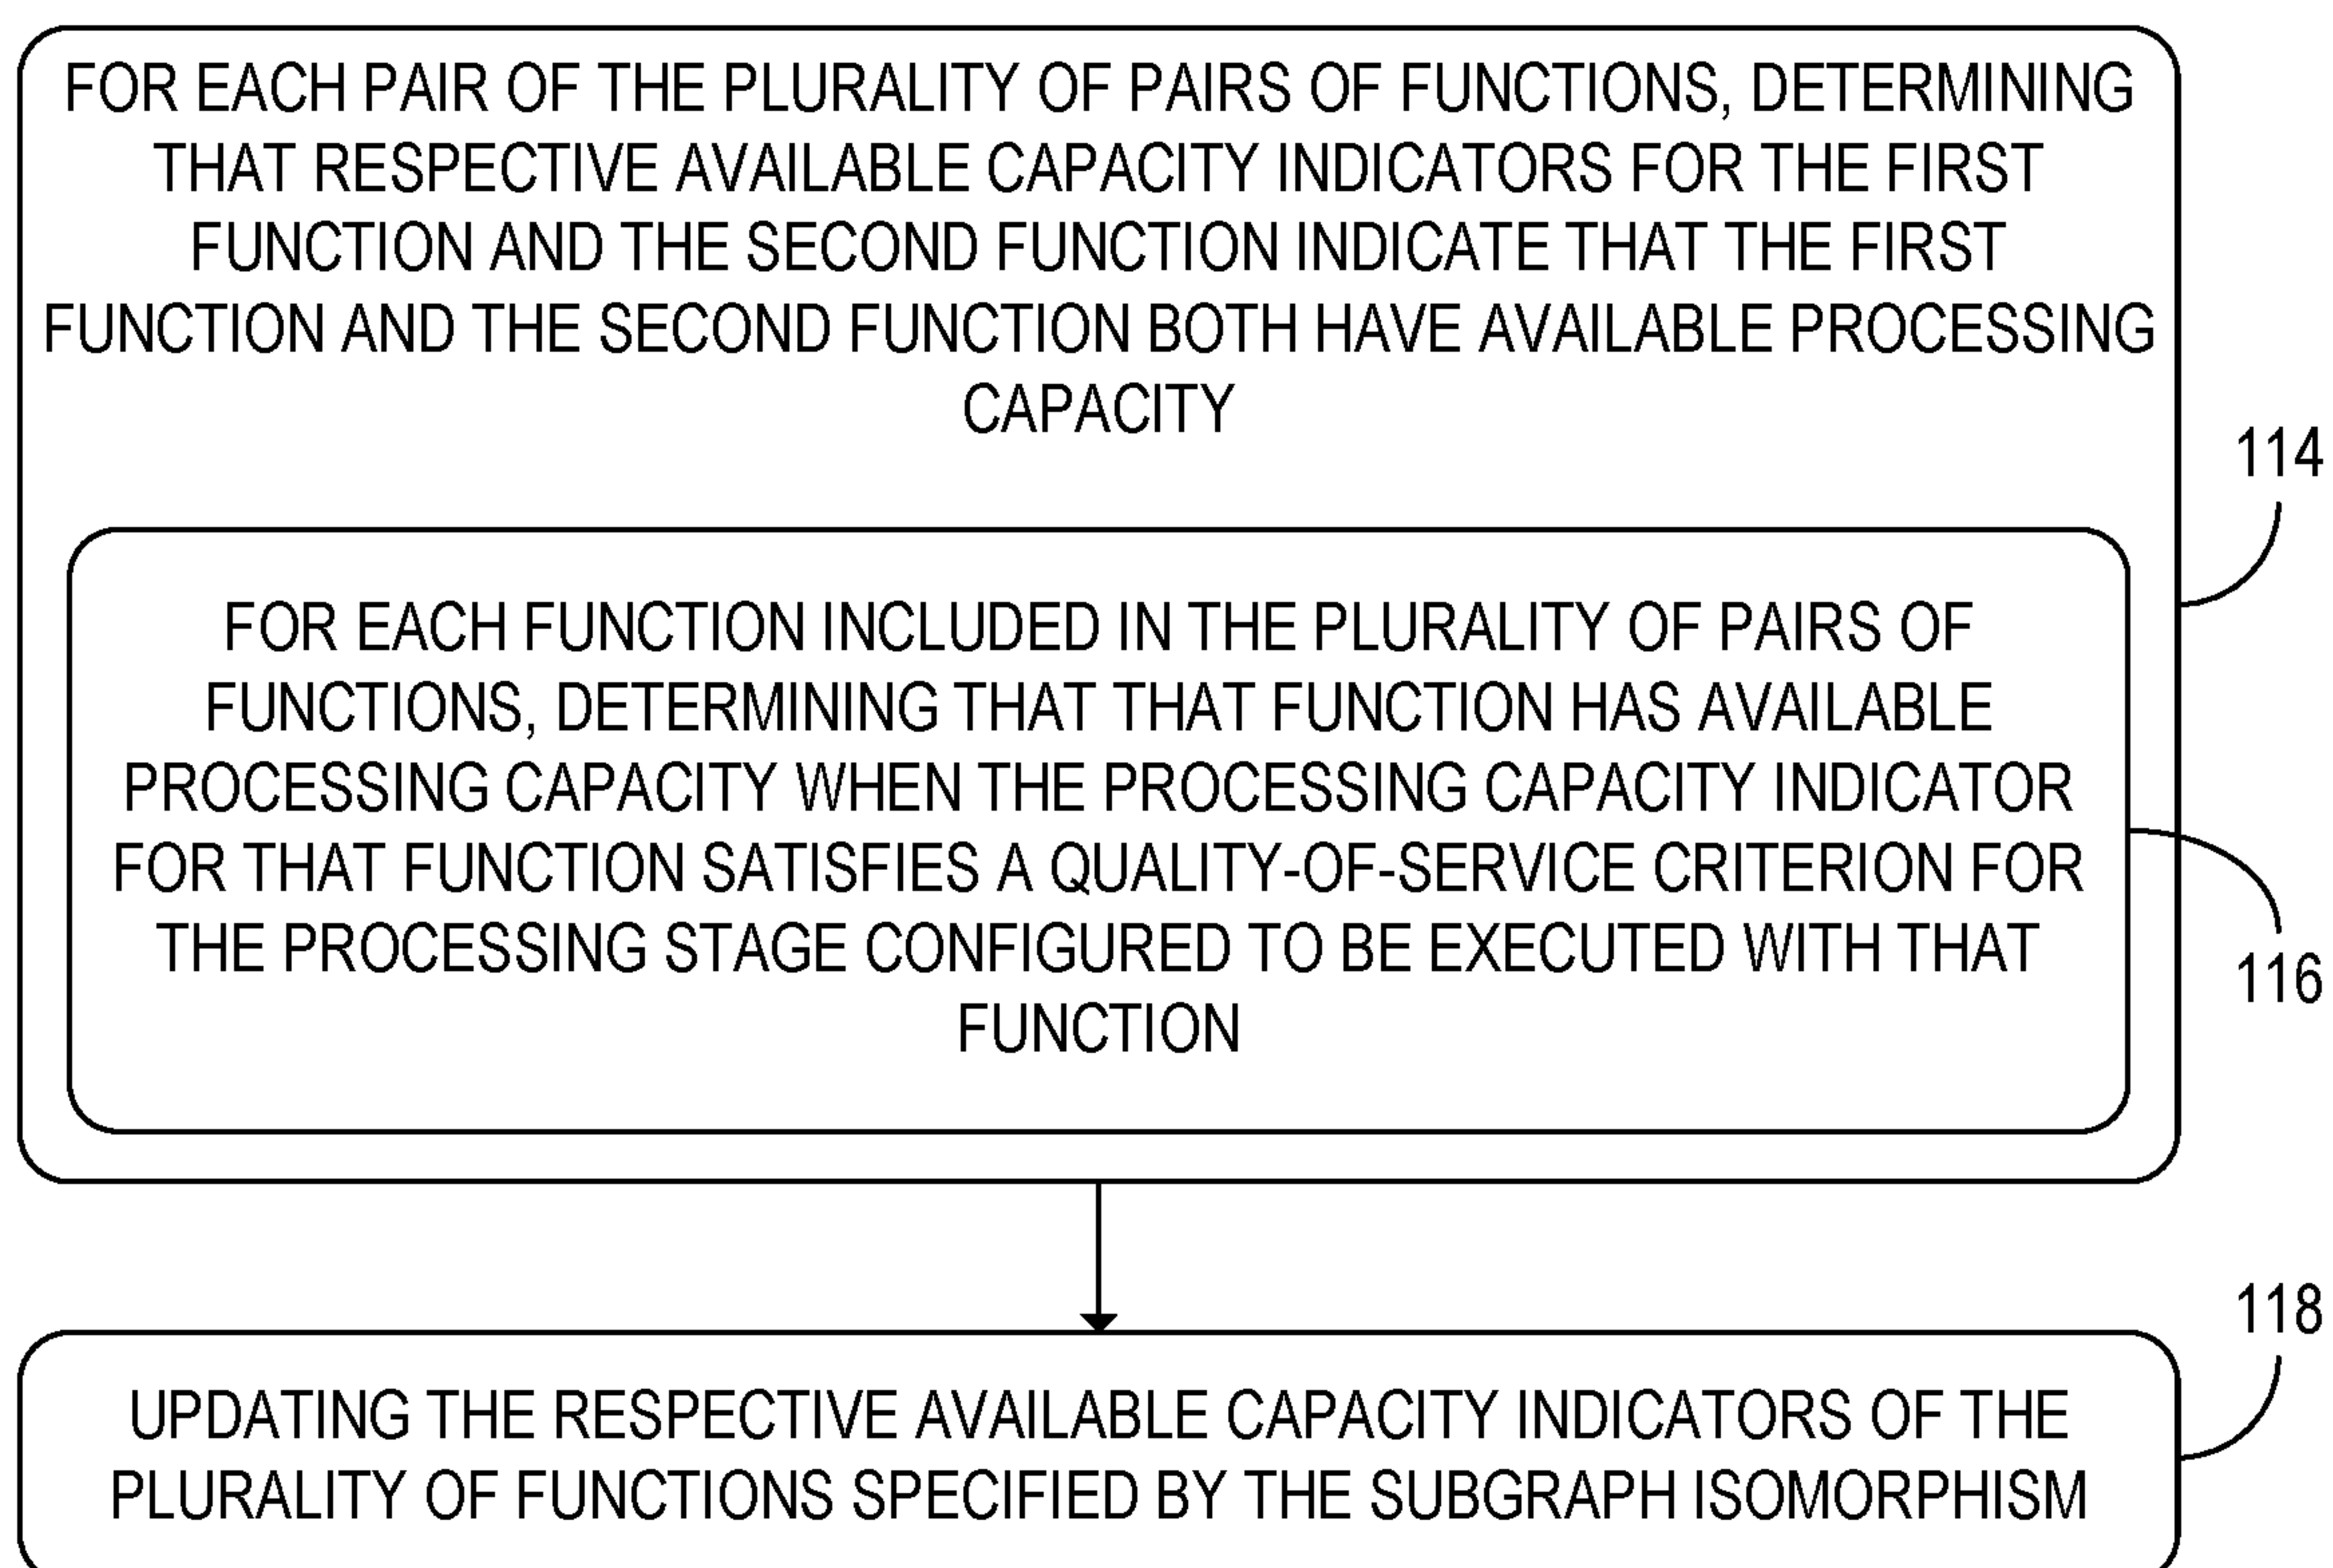 FOR EACH PAIR OF THE PLURALITY OF PAIRS OF FUNCTIONS, DETERMINING
THAT RESPECTIVE AVAILABLE CAPACITY INDICATORS FOR THE FIRST
FUNCTION AND THE SECOND FUNCTION INDICATE THAT THE FIRST
FUNCTION AND THE SECOND FUNCTION BOTH HAVE AVAILABLE PROCESSING
CAPACITY
114
FOR EACH FUNCTION INCLUDED IN THE PLURALITY OF PAIRS OF
FUNCTIONS, DETERMINING THAT THAT FUNCTION HAS AVAILABLE
PROCESSING CAPACITY WHEN THE PROCESSING CAPACITY INDICATOR
FOR THAT FUNCTION SATISFIES A QUALITY-OF-SERVICE CRITERION FOR
THE PROCESSING STAGE CONFIGURED TO BE EXECUTED WITH THAT
FUNCTION
116
118
UPDATING THE RESPECTIVE AVAILABLE CAPACITY INDICATORS OF THE
PLURALITY OF FUNCTIONS SPECIFIED BY THE SUBGRAPH ISOMORPHISM